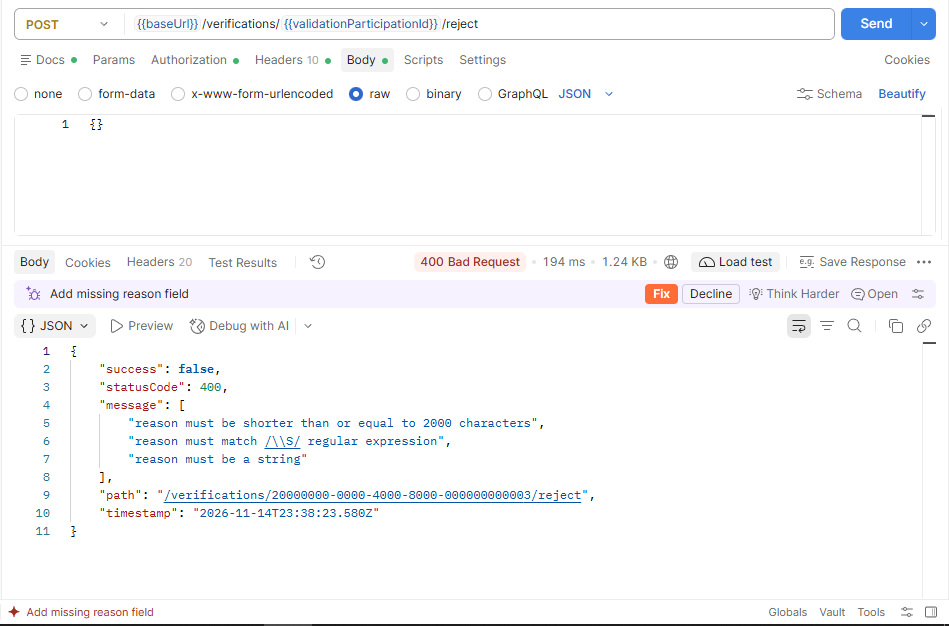 POST {{baseUrl}} /verifications/ {{validationParticipationId}} /reject Send
Docs Params Authorization Headers 10 Body Scripts Settings Cookies
none form-data x-www-form-urlencoded raw binary GraphQL JSON Schema Beautify
1 {}
Body Cookies Headers 20 Test Results 400 Bad Request 194 ms 1.24 KB Load test e.g. Save Response
Add missing reason field Fix Decline Think Harder Open
{} JSON Preview Debug with AI
1 {
2 "success": false,
3 "statusCode": 400,
4 "message": [
5 "reason must be shorter than or equal to 2000 characters",
6 "reason must match /\\S/ regular expression",
7 "reason must be a string"
8 ],
9 "path": "/verifications/20000000-0000-4000-8000-000000000003/reject",
10 "timestamp": "2026-11-14T23:38:23.580Z"
11 }
Add missing reason field Globals Vault Tools